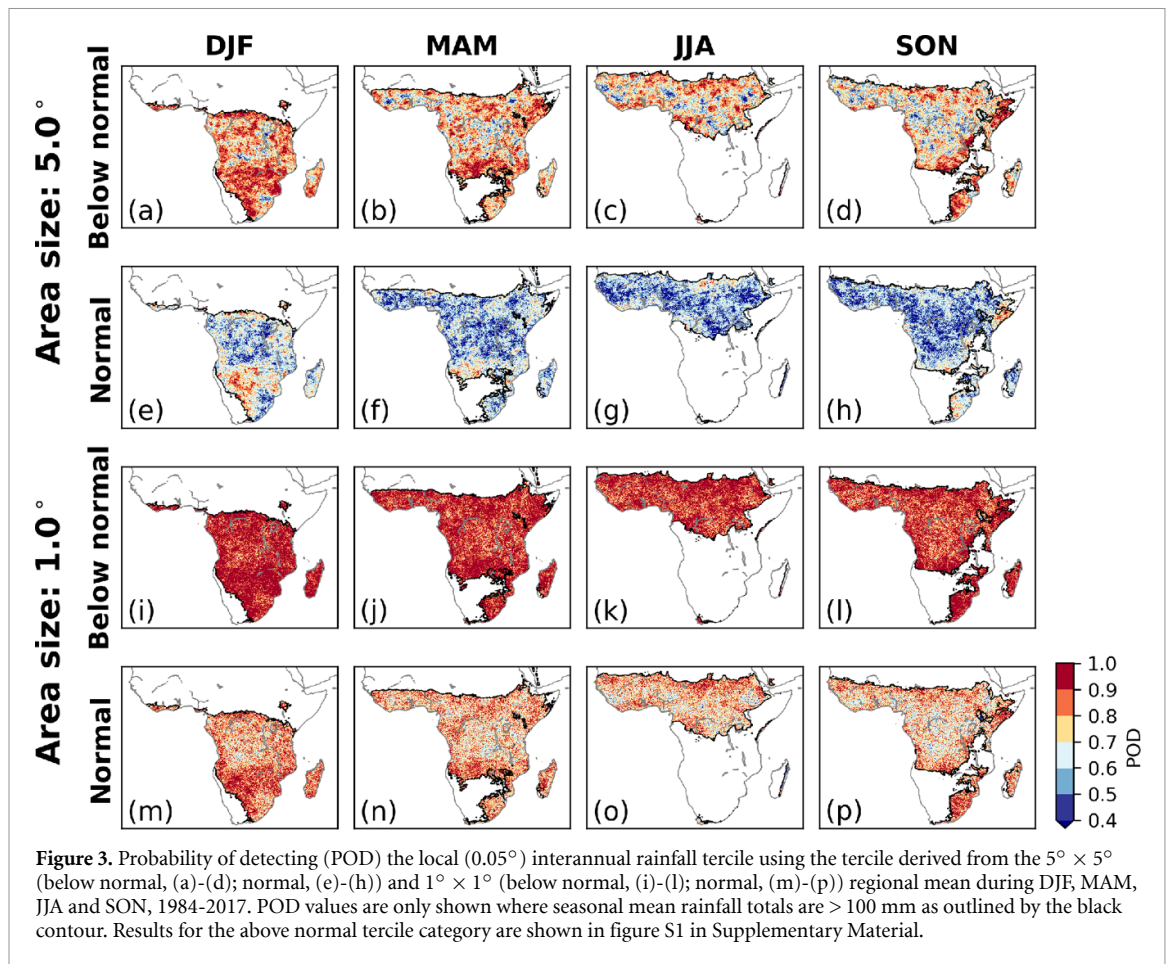 DJF MAM JJA SON
Area size: 5.0°
Below normal
(a) (b) (c) (d)
Normal
(e) (f) (g) (h)
Area size: 1.0°
Below normal
(i) (j) (k) (l)
Normal
(m) (n) (o) (p)
1.0
0.9
0.8
0.7
0.6
0.5
0.4
POD
Figure 3. Probability of detecting (POD) the local (0.05°) interannual rainfall tercile using the tercile derived from the 5° × 5°
(below normal, (a)-(d); normal, (e)-(h)) and 1° × 1° (below normal, (i)-(l); normal, (m)-(p)) regional mean during DJF, MAM,
JJA and SON, 1984-2017. POD values are only shown where seasonal mean rainfall totals are > 100 mm as outlined by the black
contour. Results for the above normal tercile category are shown in figure S1 in Supplementary Material.